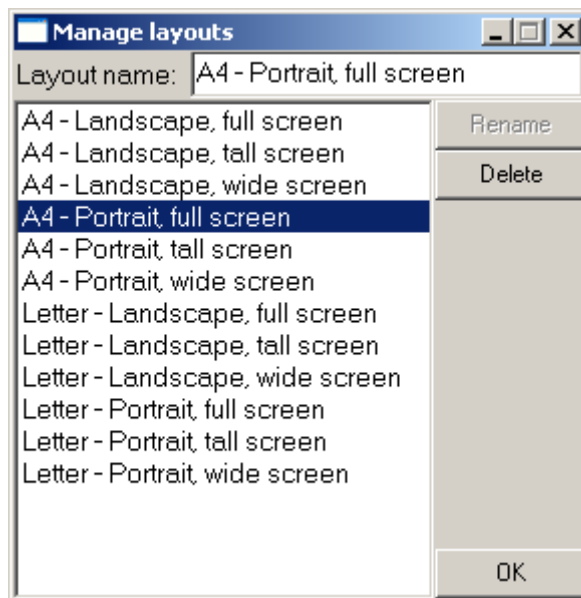 Manage layouts
Layout name: A4 - Portrait, full screen
A4 - Landscape, full screen
A4 - Landscape, tall screen
A4 - Landscape, wide screen
A4 - Portrait, full screen
A4 - Portrait, tall screen
A4 - Portrait, wide screen
Letter - Landscape, full screen
Letter - Landscape, tall screen
Letter - Landscape, wide screen
Letter - Portrait, full screen
Letter - Portrait, tall screen
Letter - Portrait, wide screen
Rename
Delete
OK